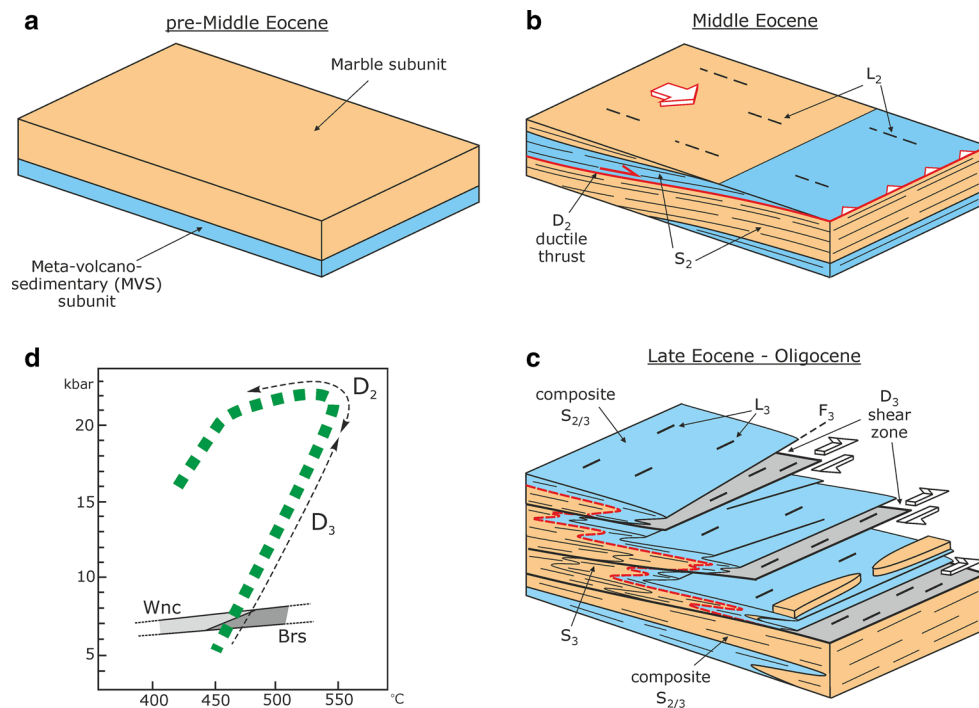 a
pre-Middle Eocene
Marble subunit
Meta-volcano-
sedimentary (MVS)
subunit
b
Middle Eocene
L2
D2
ductile
thrust
S2
d
kbar
20
15
10
5
D2
D3
Wnc
Brs
400
450
500
550
°C
c
Late Eocene - Oligocene
composite
S2/3
L3
F3
D3
shear
zone
S3
composite
S2/3